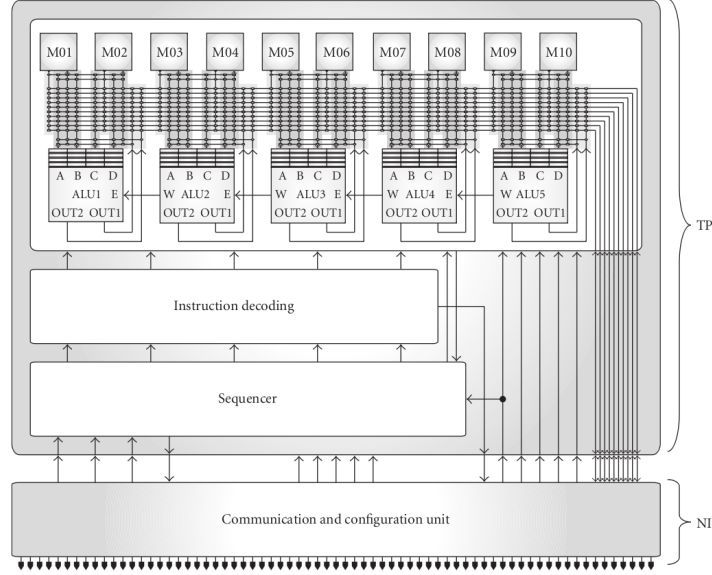 M01 M02 M03 M04 M05 M06 M07 M08 M09 M10
A B C D A B C D A B C D A B C D A B C D
ALU1 E W ALU2 E W ALU3 E W ALU4 E W ALU5
OUT2 OUT1 OUT2 OUT1 OUT2 OUT1 OUT2 OUT1 OUT2 OUT1
TP
Instruction decoding
Sequencer
Communication and configuration unit
NI